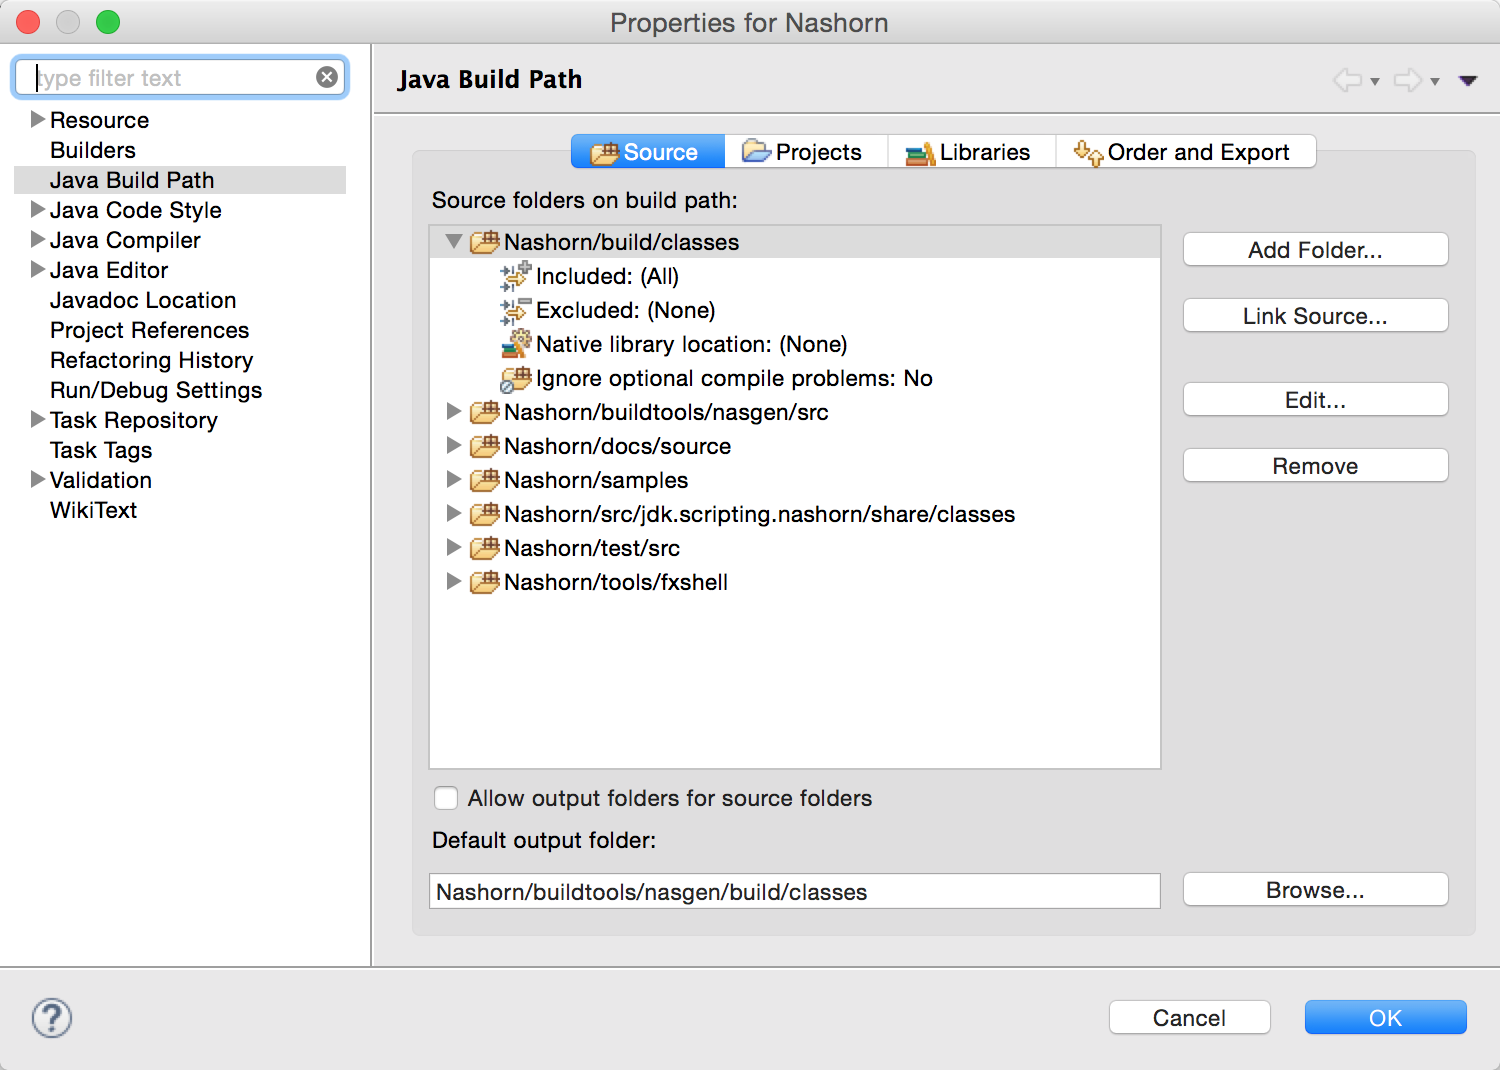 Properties for Nashorn
type filter text
Resource
Builders
Java Build Path
Java Code Style
Java Compiler
Java Editor
Javadoc Location
Project References
Refactoring History
Run/Debug Settings
Task Repository
Task Tags
Validation
WikiText
Java Build Path
Source Projects Libraries Order and Export
Source folders on build path:
Nashorn/build/classes
Included: (All)
Excluded: (None)
Native library location: (None)
Ignore optional compile problems: No
Nashorn/buildtools/nasgen/src
Nashorn/docs/source
Nashorn/samples
Nashorn/src/jdk.scripting.nashorn/share/classes
Nashorn/test/src
Nashorn/tools/fxshell
Add Folder...
Link Source...
Edit...
Remove
Allow output folders for source folders
Default output folder:
Nashorn/buildtools/nasgen/build/classes
Browse...
?
Cancel
OK